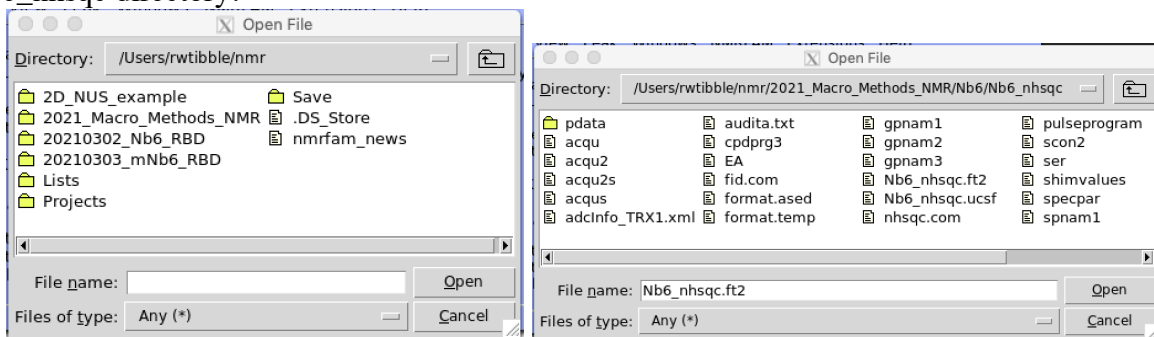 Open File
Directory: /Users/rwtibble/nmr
2D_NUS_example Save
2021_Macro_Methods_NMR .DS_Store
20210302_Nb6_RBD nmrfam_news
20210303_mNb6_RBD
Lists
Projects
File name: Open
Files of type: Any (*) Cancel
Open File
Directory: /Users/rwtibble/nmr/2021_Macro_Methods_NMR/Nb6/Nb6_nhsqc
pdata audita.txt gpnam1 pulseprogram
acqu cpdprg3 gpnam2 scon2
acqu2 EA gpnam3 ser
acqu2s fid.com Nb6_nhsqc.ft2 shimvalues
acqus format.ased Nb6_nhsqc.ucsf specpar
adcInfo_TRX1.xml format.temp nhsqc.com spnam1
File name: Nb6_nhsqc.ft2 Open
Files of type: Any (*) Cancel